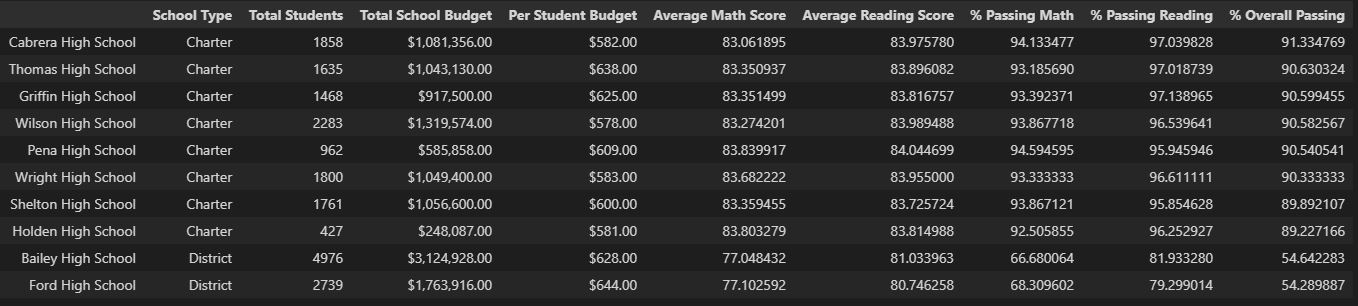 School Type Total Students Total School Budget Per Student Budget Average Math Score Average Reading Score % Passing Math % Passing Reading % Overall Passing
Cabrera High School Charter 1858 $1,081,356.00 $582.00 83.061895 83.975780 94.133477 97.039828 91.334769
Thomas High School Charter 1635 $1,043,130.00 $638.00 83.350937 83.896082 93.185690 97.018739 90.630324
Griffin High School Charter 1468 $917,500.00 $625.00 83.351499 83.816757 93.392371 97.138965 90.599455
Wilson High School Charter 2283 $1,319,574.00 $578.00 83.274201 83.989488 93.867718 96.539641 90.582567
Pena High School Charter 962 $585,858.00 $609.00 83.839917 84.044699 94.594595 95.945946 90.540541
Wright High School Charter 1800 $1,049,400.00 $583.00 83.682222 83.955000 93.333333 96.611111 90.333333
Shelton High School Charter 1761 $1,056,600.00 $600.00 83.359455 83.725724 93.867121 95.854628 89.892107
Holden High School Charter 427 $248,087.00 $581.00 83.803279 83.814988 92.505855 96.252927 89.227166
Bailey High School District 4976 $3,124,928.00 $628.00 77.048432 81.033963 66.680064 81.933280 54.642283
Ford High School District 2739 $1,763,916.00 $644.00 77.102592 80.746258 68.309602 79.299014 54.289887